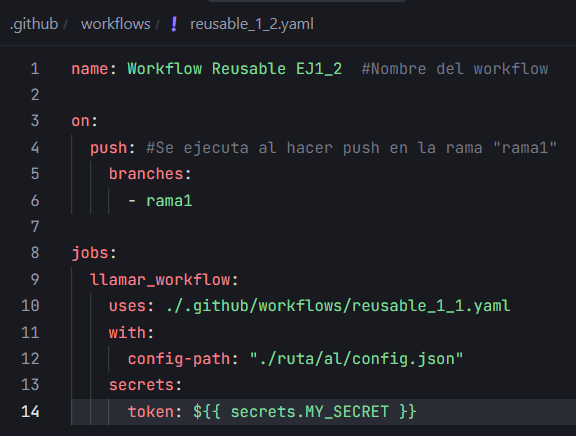 .github / workflows / ! reusable_1_2.yaml
1 name: Workflow Reusable EJ1_2  #Nombre del workflow
2
3 on:
4   push: #Se ejecuta al hacer push en la rama "rama1"
5     branches:
6       - rama1
7
8 jobs:
9   llamar_workflow:
10     uses: ./.github/workflows/reusable_1_1.yaml
11     with:
12       config-path: "./ruta/al/config.json"
13     secrets:
14       token: ${{ secrets.MY_SECRET }}